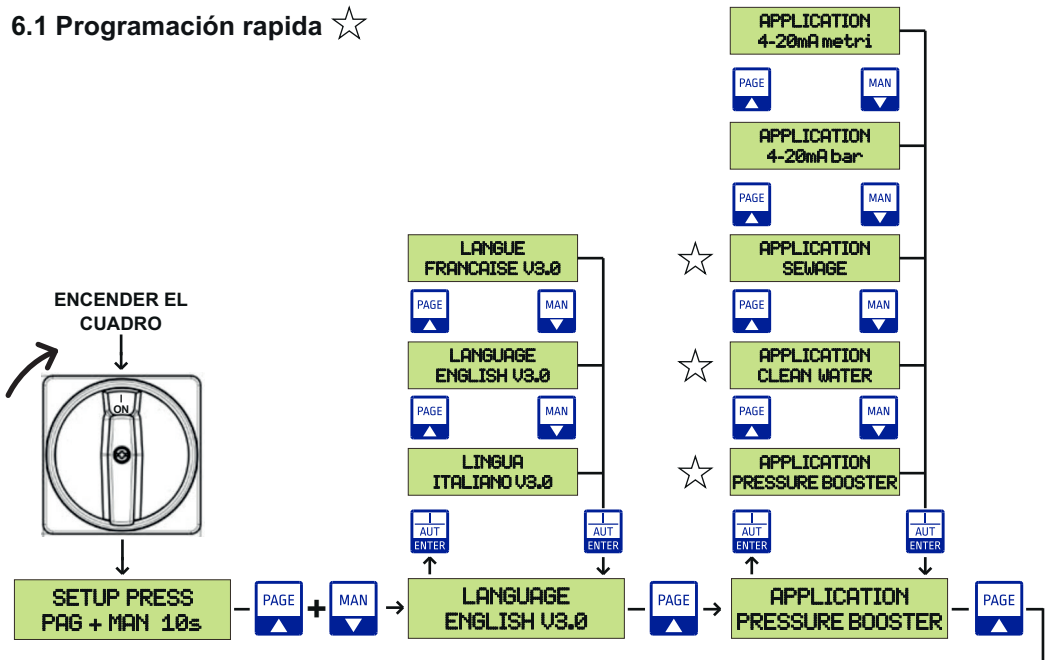 6.1 Programación rapida
APPLICATION
4-20mA metri
PAGE
MAN
APPLICATION
4-20mA bar
PAGE
MAN
LANGUE
FRANCAISE V3.0
APPLICATION
SEWAGE
ENCENDER EL
CUADRO
PAGE
MAN
PAGE
MAN
LANGUAGE
ENGLISH V3.0
APPLICATION
CLEAN WATER
I
ON
PAGE
MAN
PAGE
MAN
LINGUA
ITALIANO V3.0
APPLICATION
PRESSURE BOOSTER
I
AUT
ENTER
I
AUT
ENTER
I
AUT
ENTER
I
AUT
ENTER
SETUP PRESS
PAG + MAN 10s
PAGE
+
MAN
LANGUAGE
ENGLISH V3.0
PAGE
APPLICATION
PRESSURE BOOSTER
PAGE